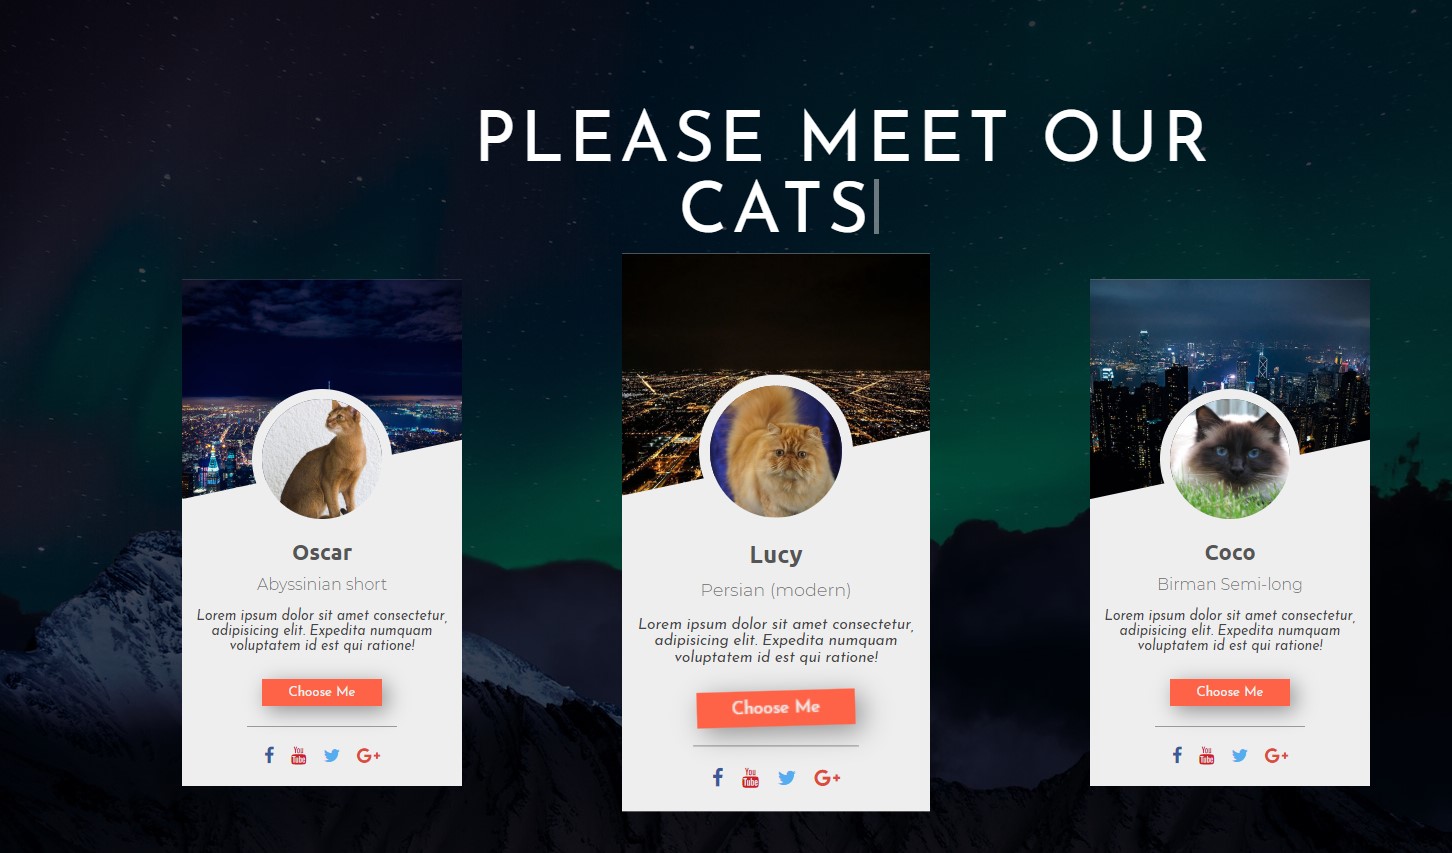 PLEASE MEET OUR
CATS
Oscar
Abyssinian short
Lorem ipsum dolor sit amet consectetur,
adipisicing elit. Expedita numquam
voluptatem id est qui ratione!
Choose Me
You
Tube
G+
Lucy
Persian (modern)
Lorem ipsum dolor sit amet consectetur,
adipisicing elit. Expedita numquam
voluptatem id est qui ratione!
Choose Me
You
Tube
G+
Coco
Birman Semi-long
Lorem ipsum dolor sit amet consectetur,
adipisicing elit. Expedita numquam
voluptatem id est qui ratione!
Choose Me
You
Tube
G+